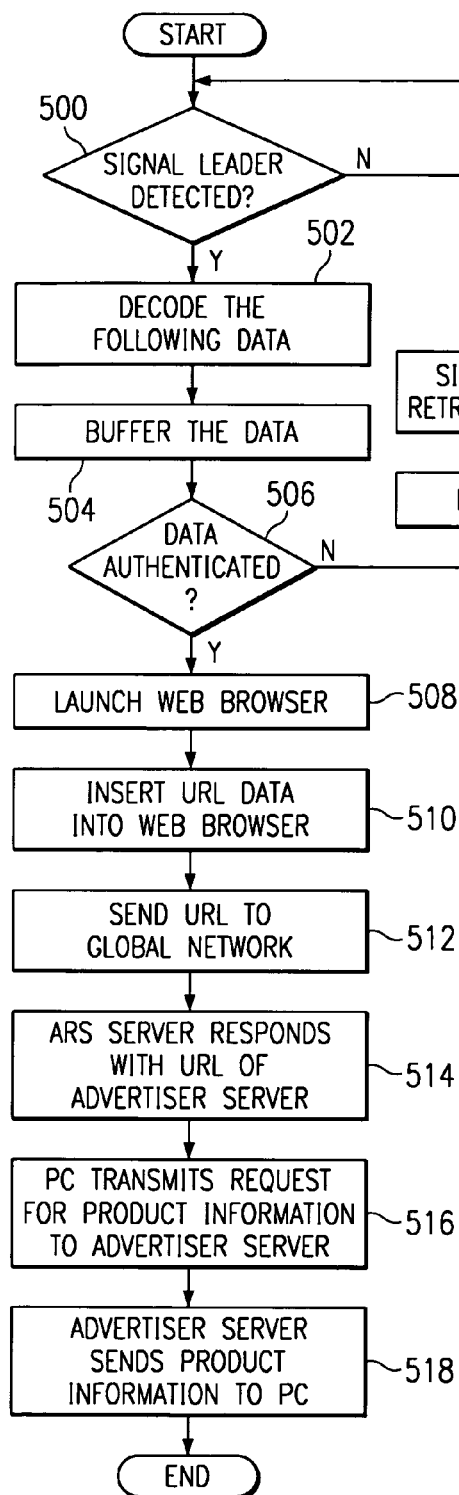 START
500
SIGNAL LEADER
DETECTED?
N
Y
502
DECODE THE
FOLLOWING DATA
BUFFER THE DATA
504
506
DATA
AUTHENTICATED
?
N
Y
LAUNCH WEB BROWSER
508
INSERT URL DATA
INTO WEB BROWSER
510
SEND URL TO
GLOBAL NETWORK
512
ARS SERVER RESPONDS
WITH URL OF
ADVERTISER SERVER
514
PC TRANSMITS REQUEST
FOR PRODUCT INFORMATION
TO ADVERTISER SERVER
516
ADVERTISER SERVER
SENDS PRODUCT
INFORMATION TO PC
518
END